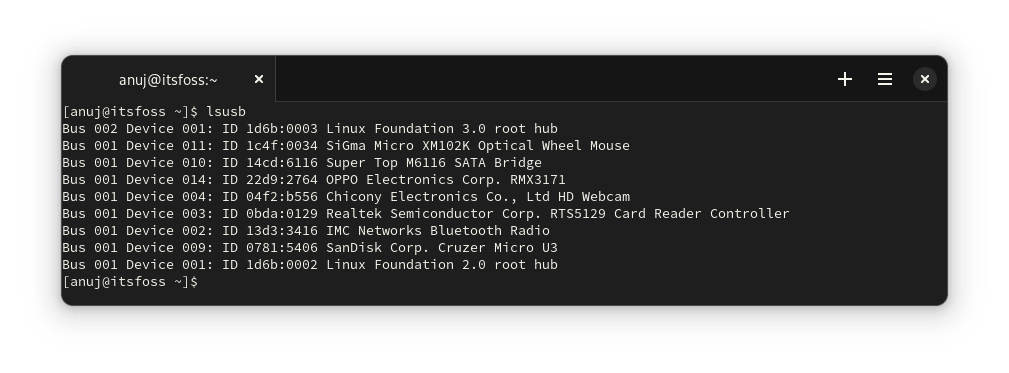 anuj@itsfoss:~
[anuj@itsfoss ~]$ lsusb
Bus 002 Device 001: ID 1d6b:0003 Linux Foundation 3.0 root hub
Bus 001 Device 011: ID 1c4f:0034 SiGma Micro XM102K Optical Wheel Mouse
Bus 001 Device 010: ID 14cd:6116 Super Top M6116 SATA Bridge
Bus 001 Device 014: ID 22d9:2764 OPPO Electronics Corp. RMX3171
Bus 001 Device 004: ID 04f2:b556 Chicony Electronics Co., Ltd HD Webcam
Bus 001 Device 003: ID 0bda:0129 Realtek Semiconductor Corp. RTS5129 Card Reader Controller
Bus 001 Device 002: ID 13d3:3416 IMC Networks Bluetooth Radio
Bus 001 Device 009: ID 0781:5406 SanDisk Corp. Cruzer Micro U3
Bus 001 Device 001: ID 1d6b:0002 Linux Foundation 2.0 root hub
[anuj@itsfoss ~]$